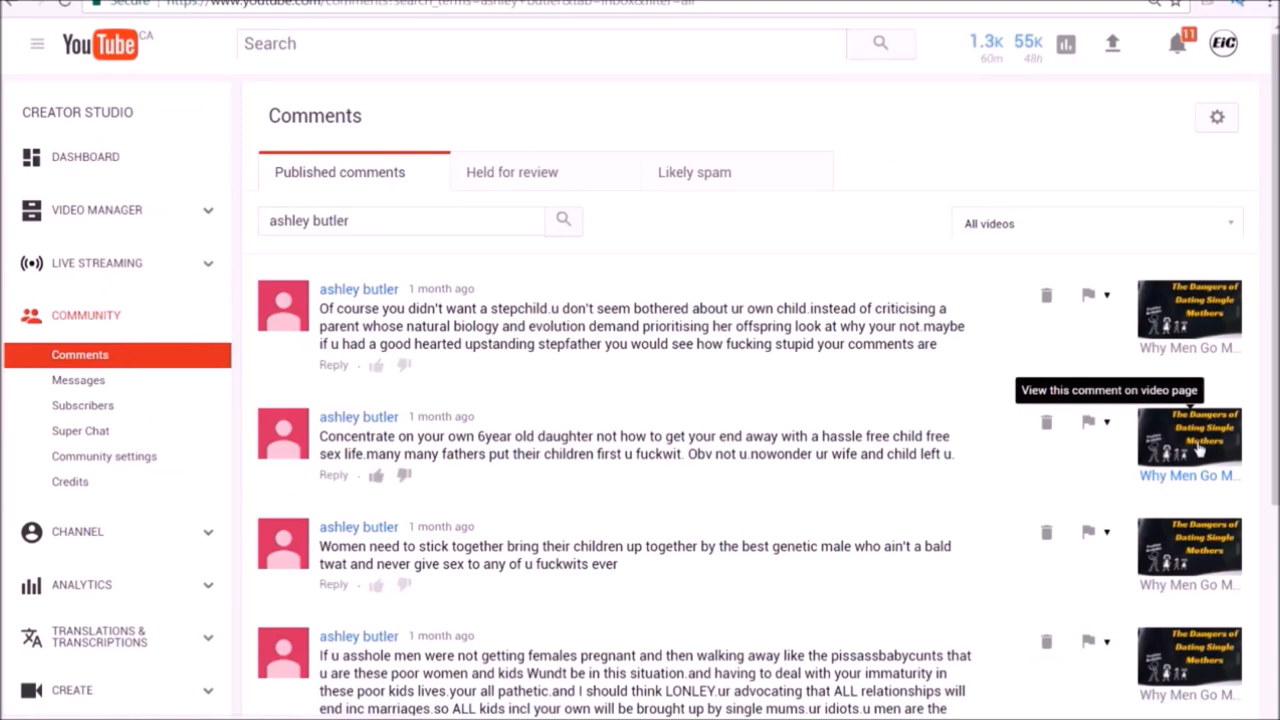 Secure
https://www.youtube.com/comments?search_terms=ashley+butler&tab=inbox&filter=all
YouTube CA
Search
1.3K 60m
55K 48h
11
EiC
CREATOR STUDIO
DASHBOARD
VIDEO MANAGER
LIVE STREAMING
COMMUNITY
Comments
Messages
Subscribers
Super Chat
Community settings
Credits
CHANNEL
ANALYTICS
TRANSLATIONS &
TRANSCRIPTIONS
CREATE
Comments
Published comments
Held for review
Likely spam
ashley butler
All videos
ashley butler 1 month ago
Of course you didn't want a stepchild.u don't seem bothered about ur own child.instead of criticising a
parent whose natural biology and evolution demand prioritising her offspring look at why your not.maybe
if u had a good hearted upstanding stepfather you would see how fucking stupid your comments are
Reply
The Dangers of
Dating Single
Mothers
Why Men Go M...
View this comment on video page
ashley butler 1 month ago
Concentrate on your own 6year old daughter not how to get your end away with a hassle free child free
sex life.many many fathers put their children first u fuckwit. Obv not u.nowonder ur wife and child left u.
Reply
The Dangers of
Dating Single
Mothers
Why Men Go M...
ashley butler 1 month ago
Women need to stick together bring their children up together by the best genetic male who ain't a bald
twat and never give sex to any of u fuckwits ever
Reply
The Dangers of
Dating Single
Mothers
Why Men Go M...
ashley butler 1 month ago
If u asshole men were not getting females pregnant and then walking away like the pissassbabycunts that
u are these poor women and kids Wundt be in this situation.and having to deal with your immaturity in
these poor kids lives.your all pathetic.and I should think LONLEY.ur advocating that ALL relationships will
end inc marriages.so ALL kids incl your own will be brought up by single mums.ur idiots.u men are the
The Dangers of
Dating Single
Mothers
Why Men Go M...